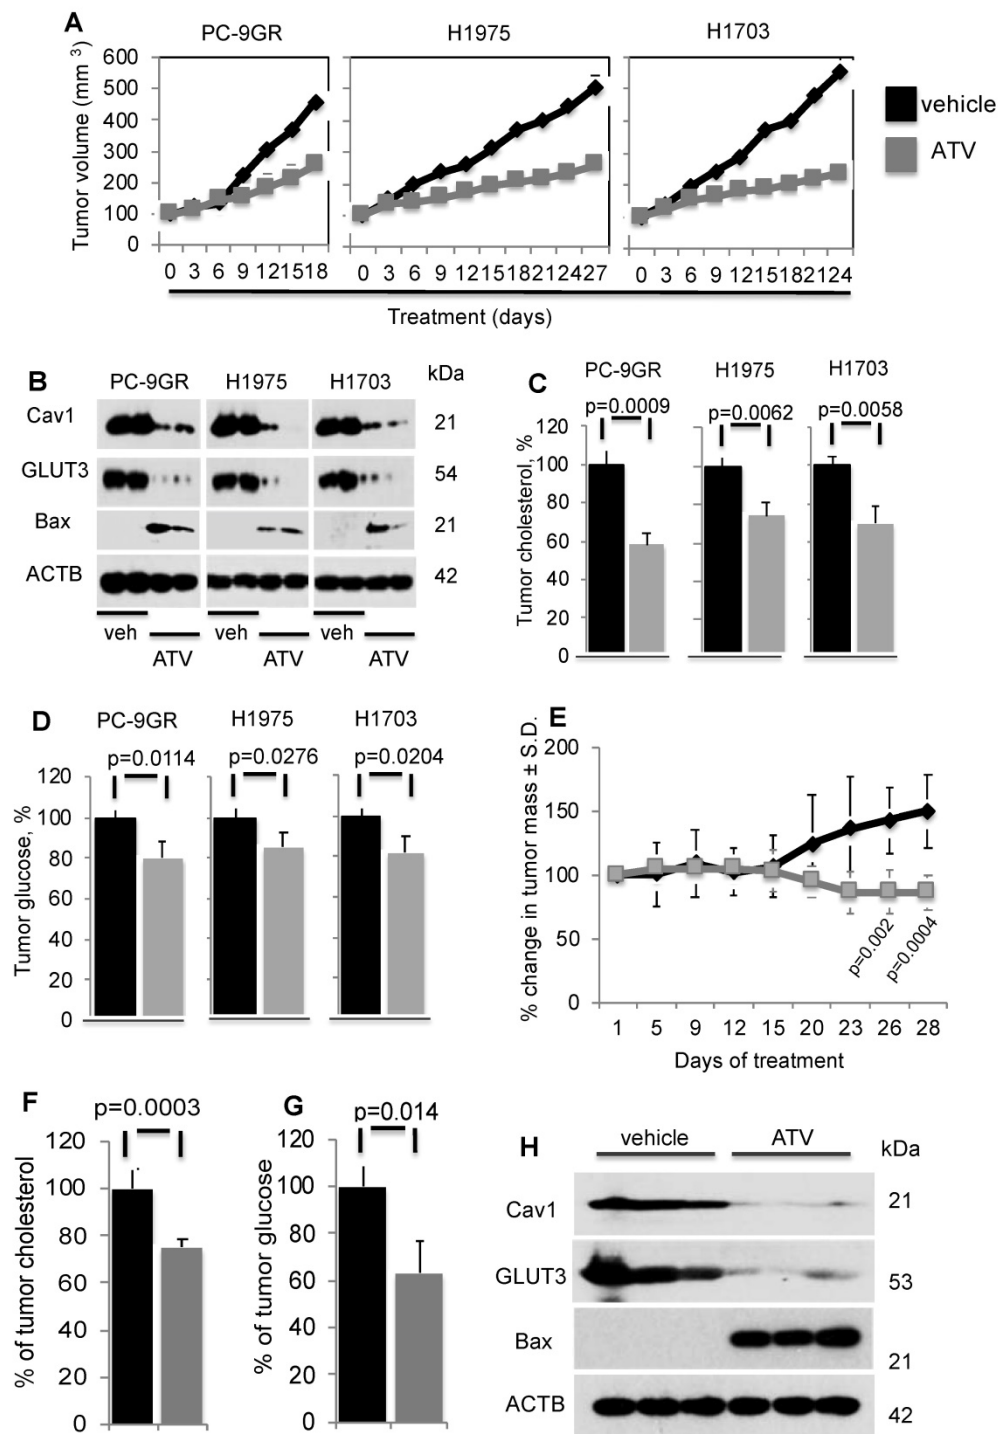 A
PC-9GR
H1975
H1703
Tumor volume (mm 3)
600
400
300
200
100
0
0 3 6 9 121518
0 3 6 9 121518212427
0 3 6 9 12151821 24
Treatment (days)
vehicle
ATV
B
PC-9GR H1975 H1703 kDa
Cav1 21
GLUT3 54
Bax 21
ACTB 42
veh veh veh
ATV ATV ATV
C
PC-9GR H1975 H1703
p=0.0009 p=0.0062 p=0.0058
Tumor cholesterol, %
120
100
80
60
40
20
0
D
PC-9GR H1975 H1703
p=0.0114 p=0.0276 p=0.0204
Tumor glucose, %
120
100
80
60
40
20
0
E
% change in tumor mass ± S.D.
200
150
100
50
0
p=0.002
p=0.0004
1 5 9 12 15 20 23 26 28
Days of treatment
F
p=0.0003
% of tumor cholesterol
120
100
80
60
40
20
0
G
p=0.014
% of tumor glucose
120
100
80
60
40
20
0
H
vehicle ATV kDa
Cav1 21
GLUT3 53
Bax 21
ACTB 42